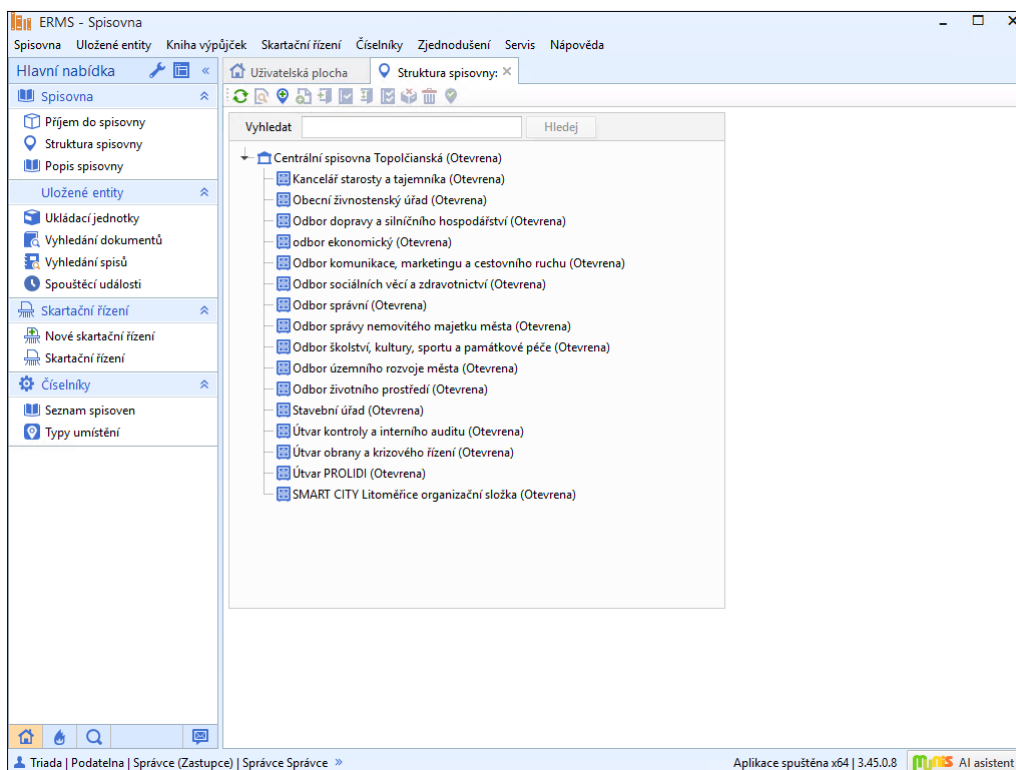 ERMS - Spisovna
Spisovna Uložené entity Kniha výpůjček Skartační řízení Číselníky Zjednodušení Servis Nápověda
Hlavní nabídka «
Uživatelská plocha Struktura spisovny: ×
Spisovna
Příjem do spisovny
Struktura spisovny
Popis spisovny
Uložené entity
Ukládací jednotky
Vyhledání dokumentů
Vyhledání spisů
Spouštěcí události
Skartační řízení
Nové skartační řízení
Skartační řízení
Číselníky
Seznam spisoven
Typy umístění
Vyhledat Hledej
Centrální spisovna Topolčianská (Otevrena)
Kancelář starosty a tajemníka (Otevrena)
Obecní živnostenský úřad (Otevrena)
Odbor dopravy a silníčního hospodářství (Otevrena)
odbor ekonomický (Otevrena)
Odbor komunikace, marketingu a cestovního ruchu (Otevrena)
Odbor sociálních věcí a zdravotnictví (Otevrena)
Odbor správní (Otevrena)
Odbor správy nemovitého majetku města (Otevrena)
Odbor školství, kultury, sportu a památkové péče (Otevrena)
Odbor územního rozvoje města (Otevrena)
Odbor životního prostředí (Otevrena)
Stavební úřad (Otevrena)
Útvar kontroly a interního auditu (Otevrena)
Útvar obrany a krizového řízení (Otevrena)
Útvar PROLIDI (Otevrena)
SMART CITY Litoměřice organizační složka (Otevrena)
Triada | Podatelna | Správce (Zastupce) | Správce Správce »
Aplikace spuštěna x64 | 3.45.0.8
munis AI asistent